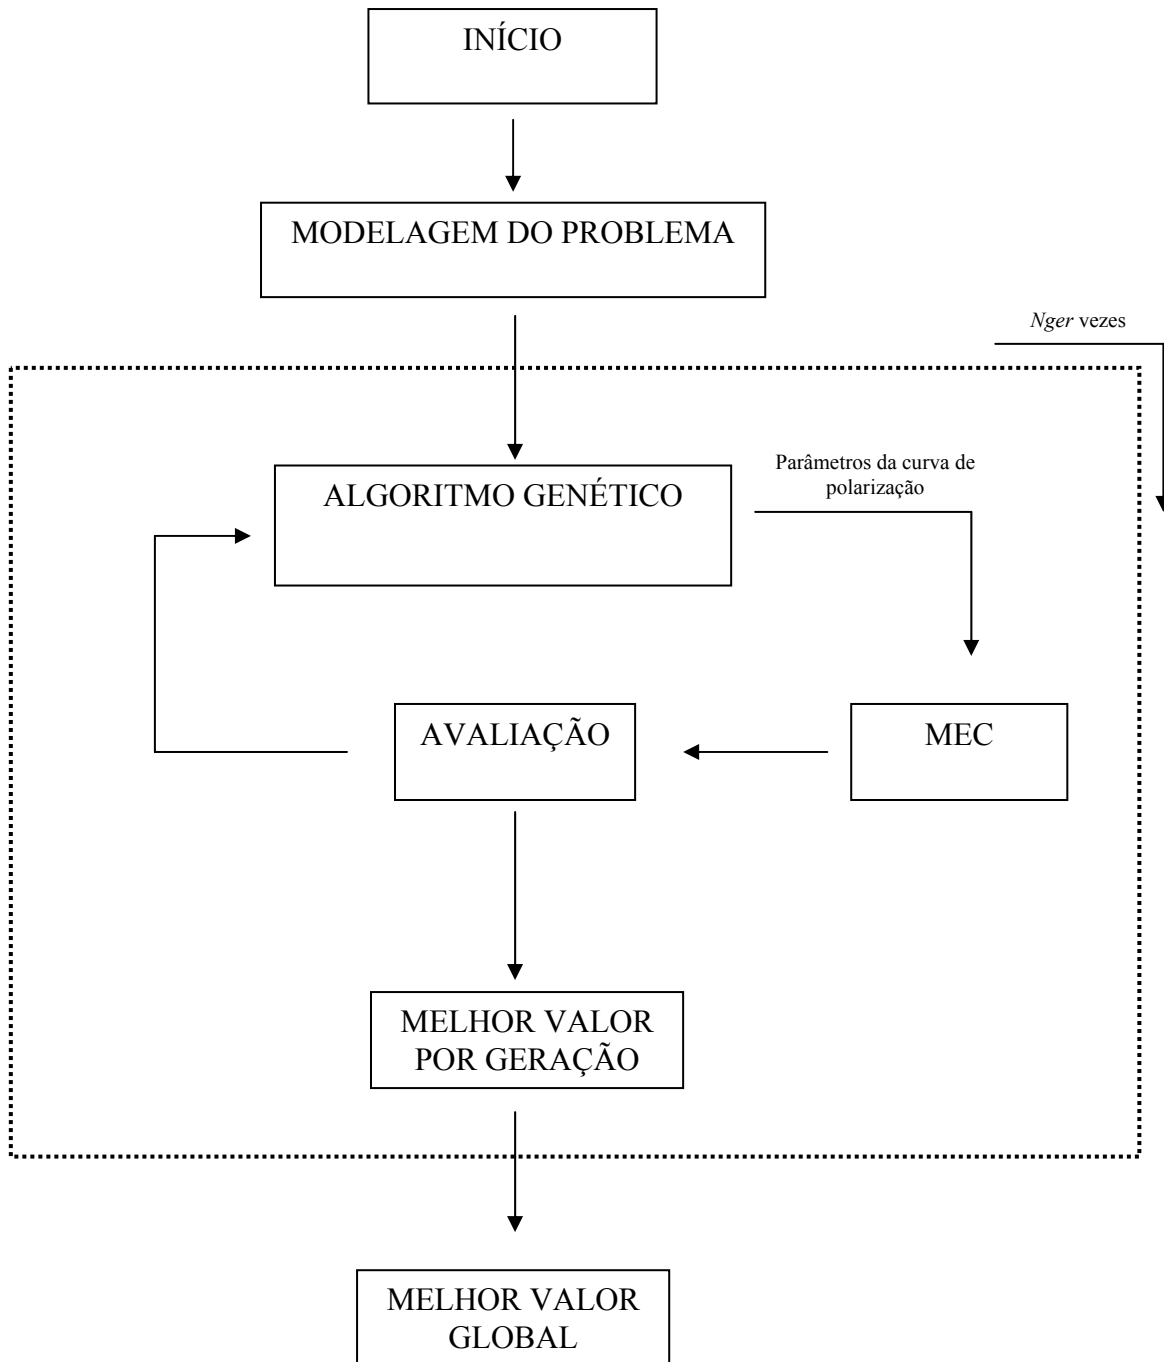 INÍCIO
MODELAGEM DO PROBLEMA
Nger vezes
Parâmetros da curva de
polarização
ALGORITMO GENÉTICO
AVALIAÇÃO
MEC
MELHOR VALOR
POR GERAÇÃO
MELHOR VALOR
GLOBAL